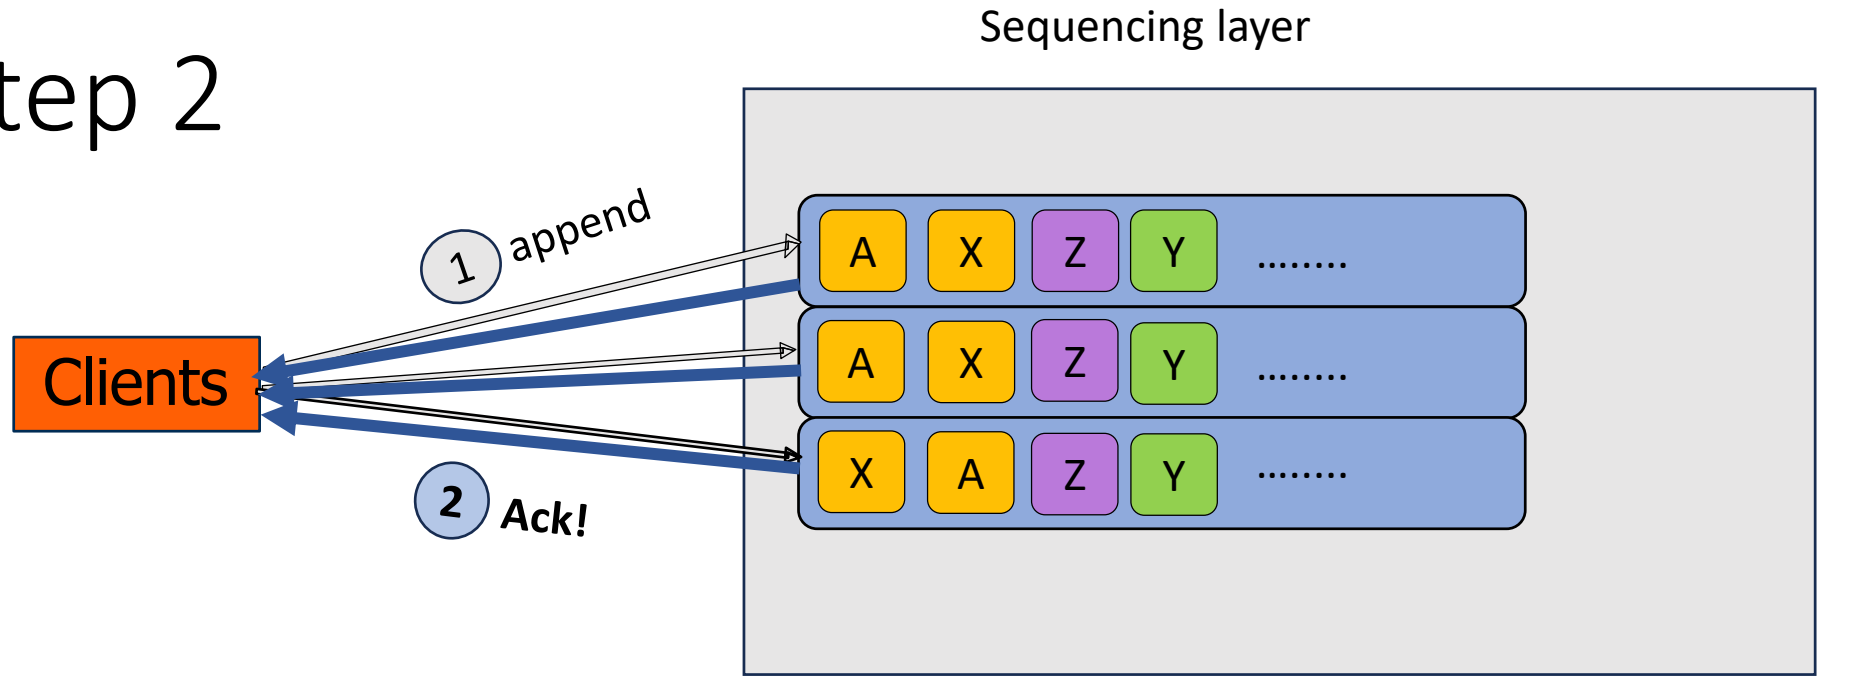 Sequencing layer
tep 2
1 append
A X Z Y ........
Clients
A X Z Y ........
X A Z Y ........
2 Ack!